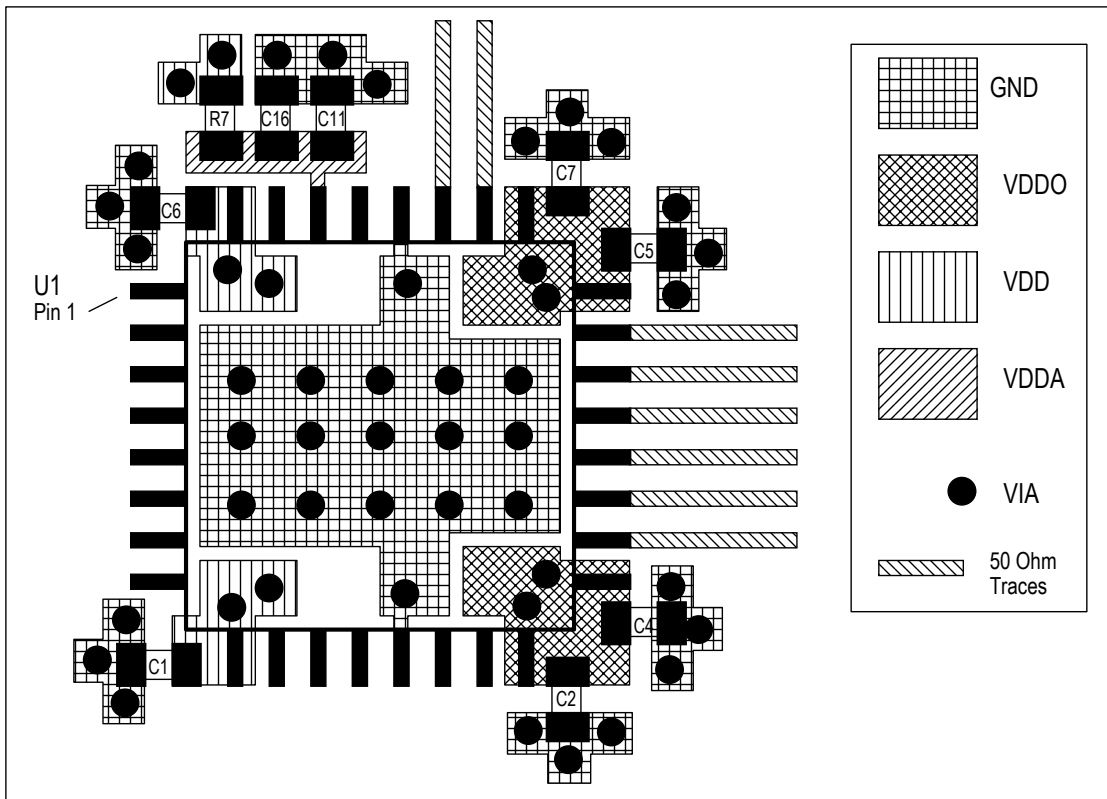 R7
C16
C11
C7
C6
C5
U1
Pin 1
C1
C4
C2
GND
VDDO
VDD
VDDA
VIA
50 Ohm
Traces